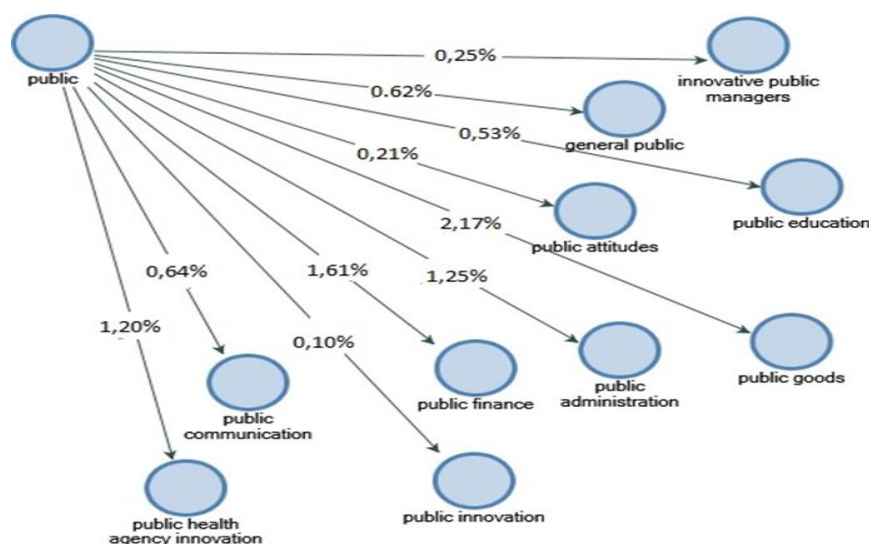 public
0,25%
innovative public
managers
0.62%
general public
0,53%
0,21%
public education
2,17%
public attitudes
0,64%
1,61%
1,25%
1,20%
0,10%
public goods
public
administration
public finance
public
communication
public innovation
public health
agency innovation